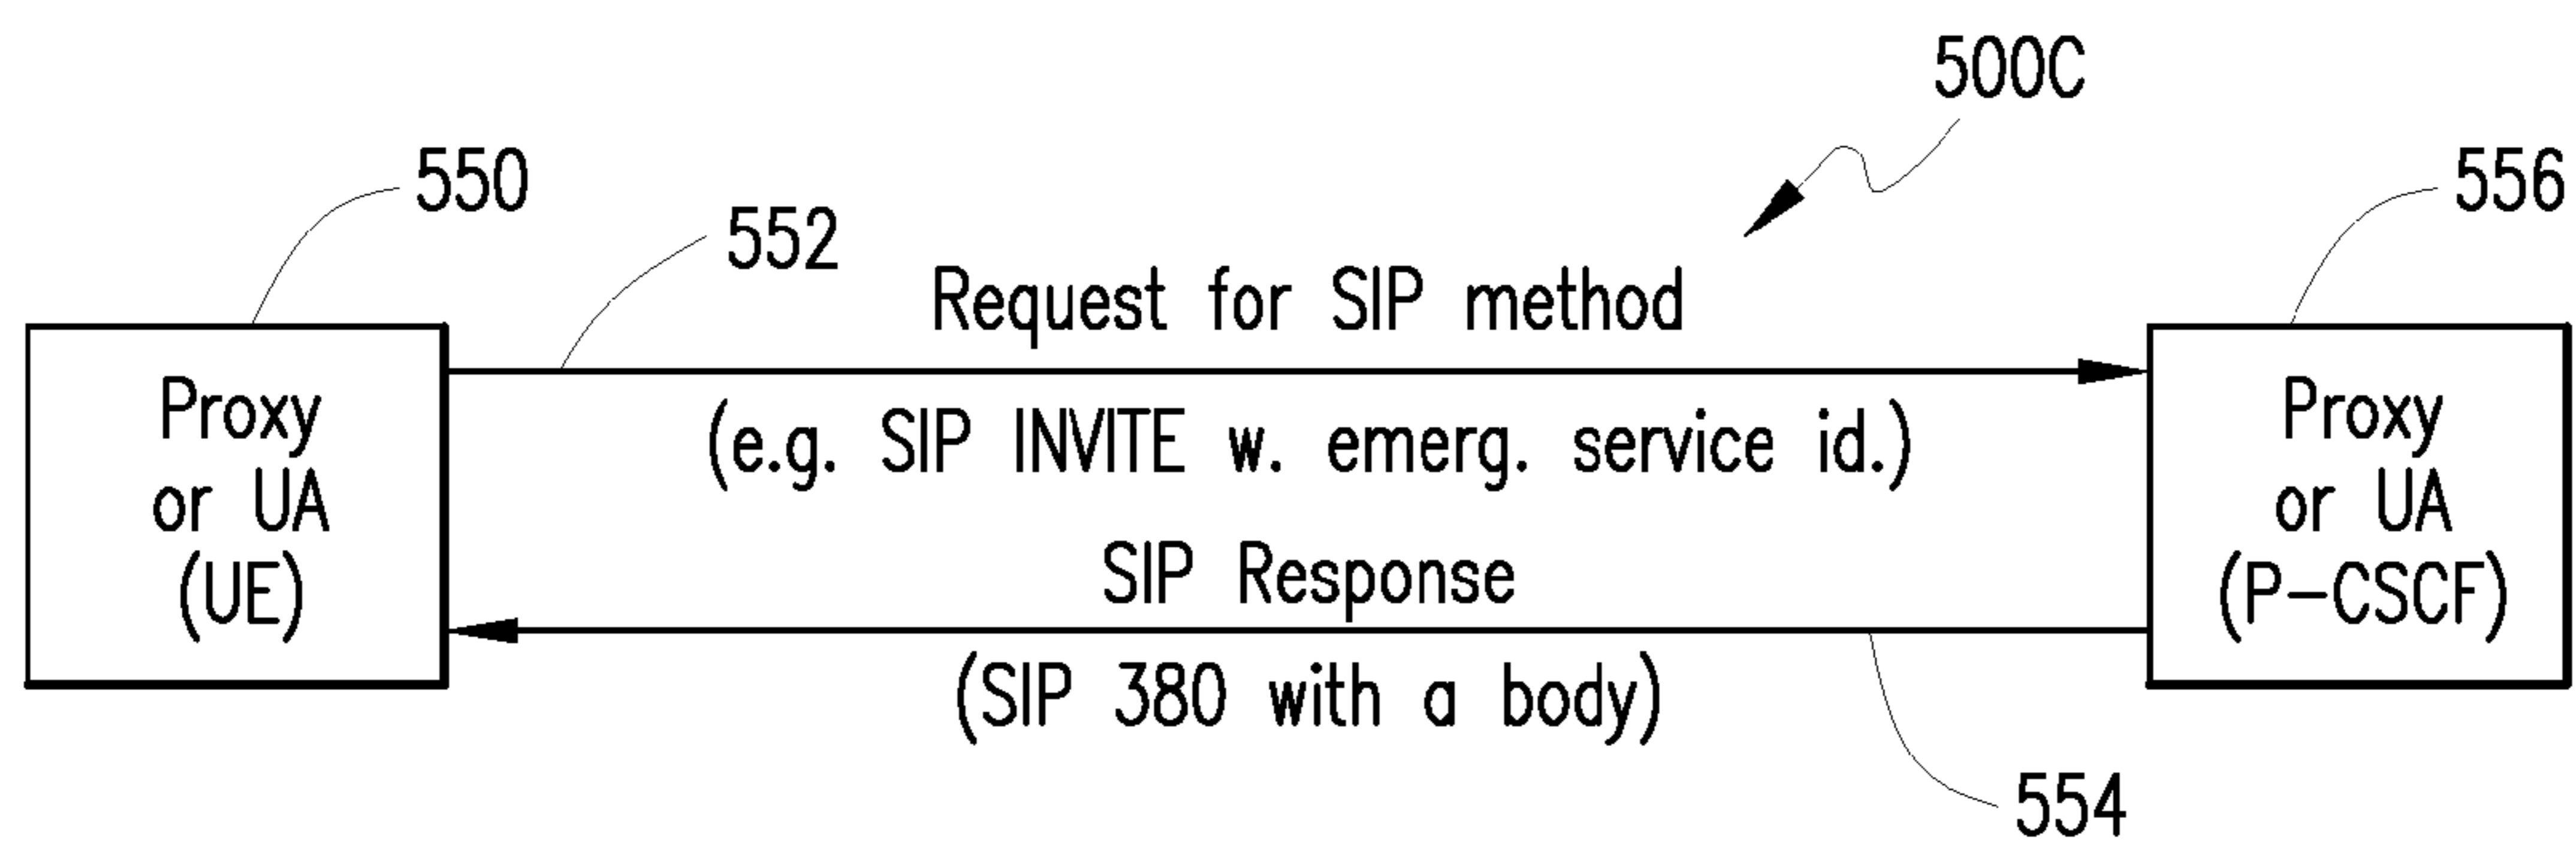 500C
550
552
556
Request for SIP method
(e.g. SIP INVITE w. emerg. service id.)
Proxy
or UA
(UE)
Proxy
or UA
(P-CSCF)
SIP Response
(SIP 380 with a body)
554